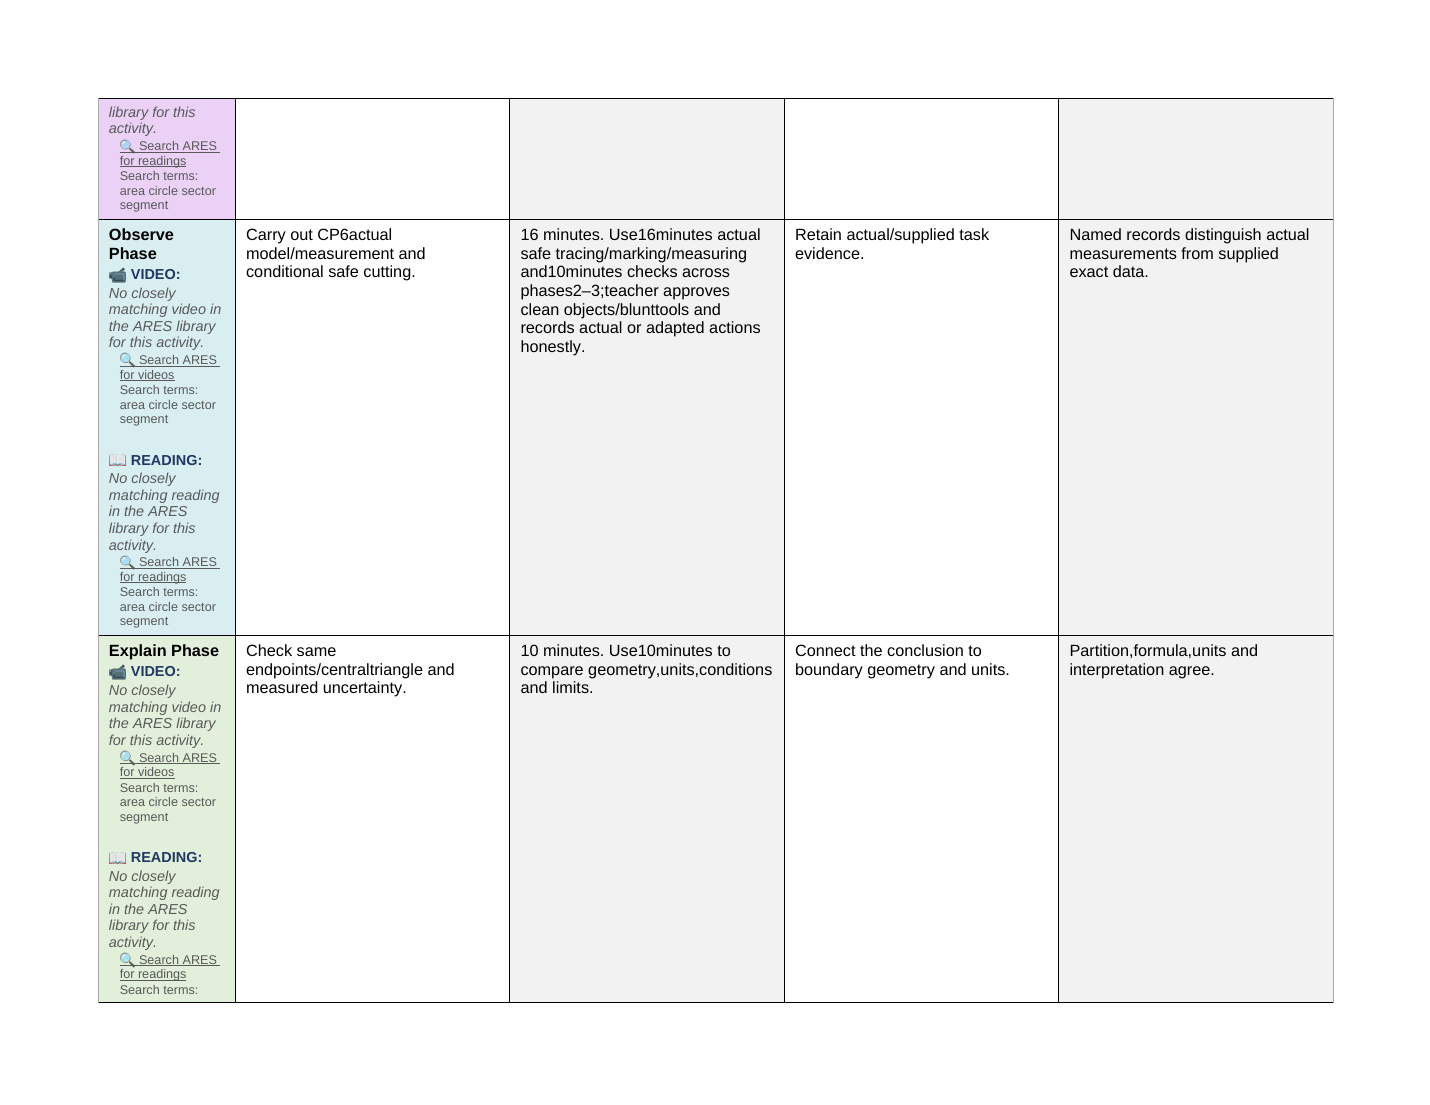 library for this
activity.
🔍 Search ARES
for readings
Search terms:
area circle sector
segment
Observe
Phase
📹 VIDEO:
No closely
matching video in
the ARES library
for this activity.
🔍 Search ARES
for videos
Search terms:
area circle sector
segment
📖 READING:
No closely
matching reading
in the ARES
library for this
activity.
🔍 Search ARES
for readings
Search terms:
area circle sector
segment
Carry out CP6actual
model/measurement and
conditional safe cutting.
16 minutes. Use16minutes actual
safe tracing/marking/measuring
and10minutes checks across
phases2–3;teacher approves
clean objects/blunttools and
records actual or adapted actions
honestly.
Retain actual/supplied task
evidence.
Named records distinguish actual
measurements from supplied
exact data.
Explain Phase
📹 VIDEO:
No closely
matching video in
the ARES library
for this activity.
🔍 Search ARES
for videos
Search terms:
area circle sector
segment
📖 READING:
No closely
matching reading
in the ARES
library for this
activity.
🔍 Search ARES
for readings
Search terms:
Check same
endpoints/centraltriangle and
measured uncertainty.
10 minutes. Use10minutes to
compare geometry,units,conditions
and limits.
Connect the conclusion to
boundary geometry and units.
Partition,formula,units and
interpretation agree.